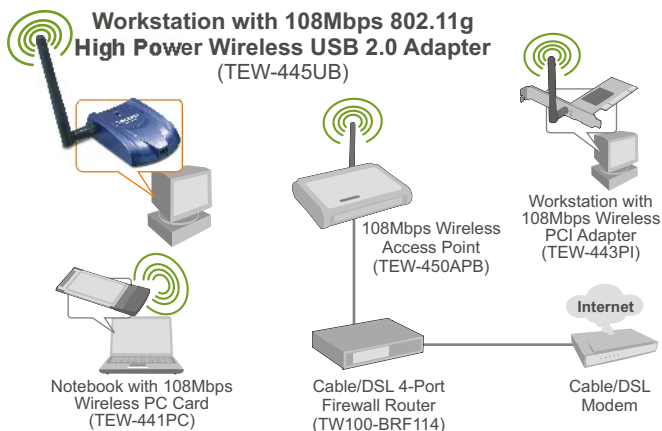 Workstation with 108Mbps 802.11g
High Power Wireless USB 2.0 Adapter
(TEW-445UB)
108Mbps Wireless
Access Point
(TEW-450APB)
Workstation with
108Mbps Wireless
PCI Adapter
(TEW-443PI)
Notebook with 108Mbps
Wireless PC Card
(TEW-441PC)
Cable/DSL 4-Port
Firewall Router
(TW100-BRF114)
Internet
Cable/DSL
Modem